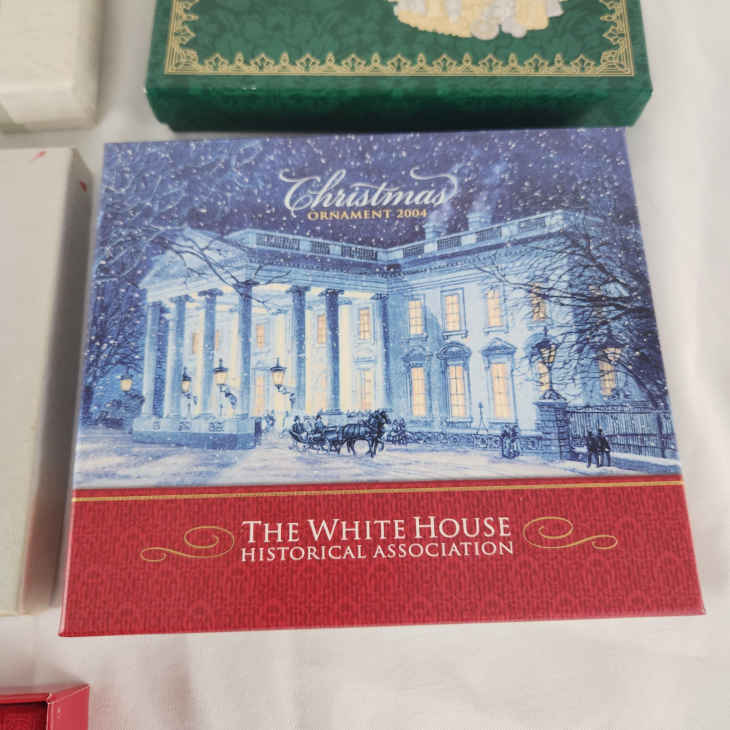 Christmas
ORNAMENT 2004
THE WHITE HOUSE
HISTORICAL ASSOCIATION